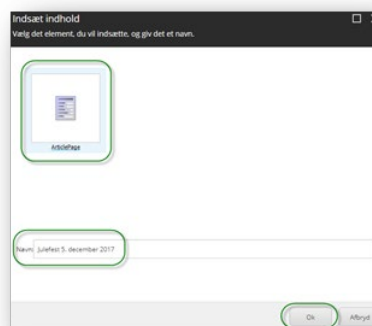 Indsæt indhold
Vælg det element, du vil indsætte, og giv det et navn.
ArticlePage
Navn: Julefest 5. december 2017
Ok
Afbryd